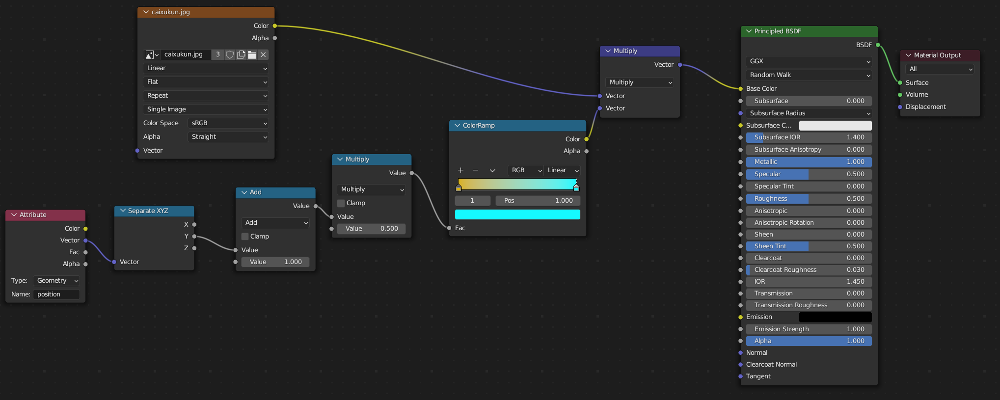 caixukun.jpg
Color
Alpha
caixukun.jpg 3
Linear
Flat
Repeat
Single Image
Color Space sRGB
Alpha Straight
Vector
Attribute
Color
Vector
Fac
Alpha
Type: Geometry
Name: position
Separate XYZ
X
Y
Z
Vector
Add
Value
Add
Clamp
Value
Value 1.000
Multiply
Value
Multiply
Clamp
Value
Value 0.500
ColorRamp
Color
Alpha
RGB Linear
1 Pos 1.000
Fac
Multiply
Vector
Multiply
Vector
Vector
Principled BSDF
BSDF
GGX
Random Walk
Base Color
Subsurface 0.000
Subsurface Radius
Subsurface C...
Subsurface IOR 1.400
Subsurface Anisotropy 0.000
Metallic 1.000
Specular 0.500
Specular Tint 0.000
Roughness 0.500
Anisotropic 0.000
Anisotropic Rotation 0.000
Sheen 0.000
Sheen Tint 0.500
Clearcoat 0.000
Clearcoat Roughness 0.030
IOR 1.450
Transmission 0.000
Transmission Roughness 0.000
Emission
Emission Strength 1.000
Alpha 1.000
Normal
Clearcoat Normal
Tangent
Material Output
All
Surface
Volume
Displacement